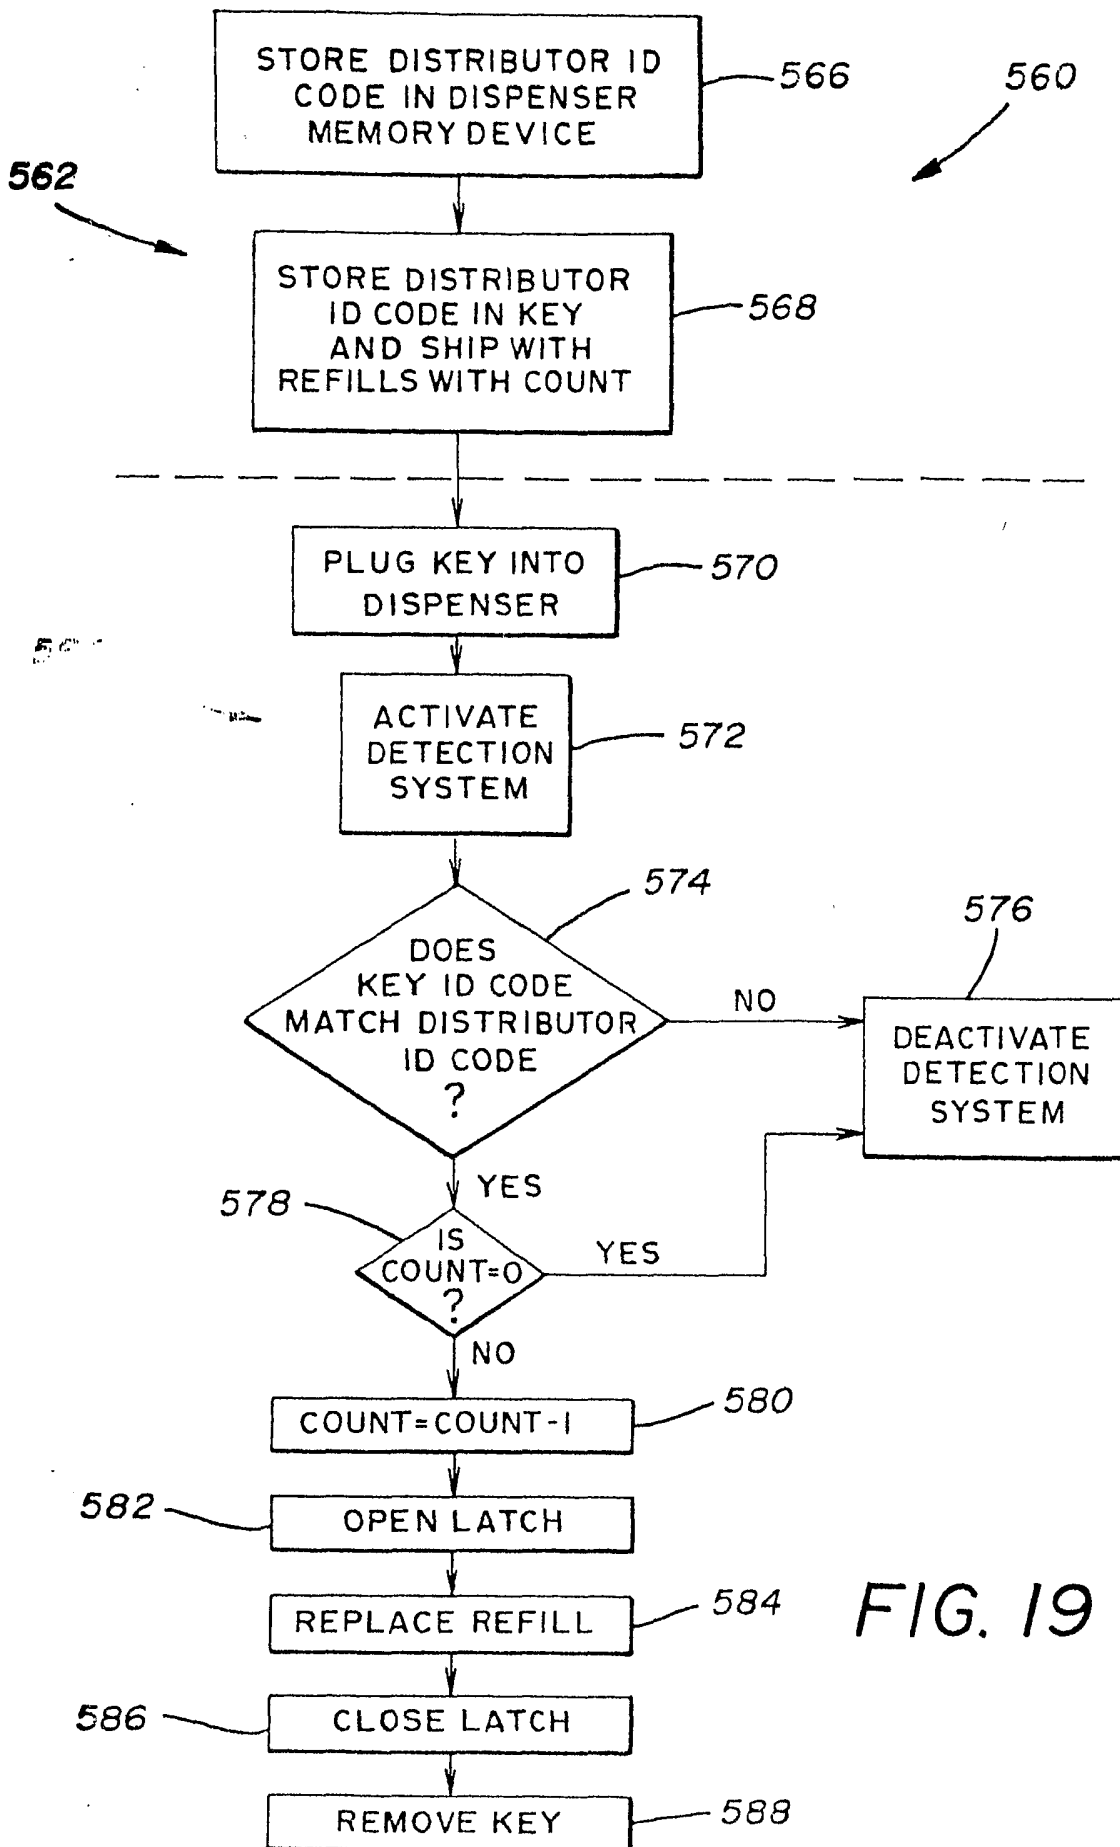 STORE DISTRIBUTOR ID
CODE IN DISPENSER
MEMORY DEVICE
566
560
562
STORE DISTRIBUTOR
ID CODE IN KEY
AND SHIP WITH
REFILLS WITH COUNT
568
PLUG KEY INTO
DISPENSER
570
ACTIVATE
DETECTION
SYSTEM
572
DOES
KEY ID CODE
MATCH DISTRIBUTOR
ID CODE
?
574
NO
576
DEACTIVATE
DETECTION
SYSTEM
YES
578
IS
COUNT=0
?
YES
NO
COUNT=COUNT-1
580
582
OPEN LATCH
REPLACE REFILL
584
FIG. 19
586
CLOSE LATCH
REMOVE KEY
588